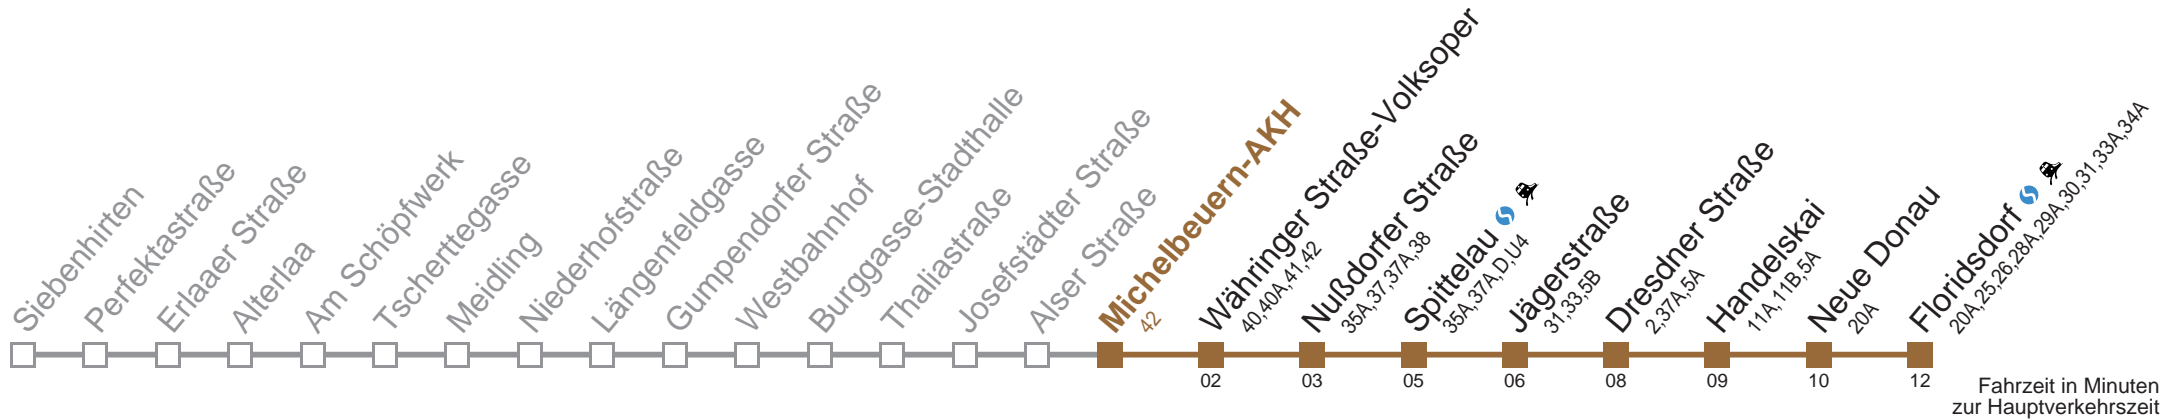 Siebenhirten
Perfektastraße
Erlaaer Straße
Alterlaa
Am Schöpfwerk
Tscherttegasse
Meidling
Niederhofstraße
Längenfeldgasse
Gumpendorfer Straße
Westbahnhof
Burggasse-Stadthalle
Thaliastraße
Josefstädter Straße
Alser Straße
Michelbeuern-AKH
42
Währinger Straße-Volksoper
40,40A,41,42
Nußdorfer Straße
35A,37,37A,38
Spittelau
35A,37A,D,U4
Jägerstraße
31,33,5B
Dresdner Straße
2,37A,5A
Handelskai
11A,11B,5A
Neue Donau
20A
Floridsdorf
20A,25,26,28A,29A,30,31,33A,34A
02 03 05 06 08 09 10 12
Fahrzeit in Minuten
zur Hauptverkehrszeit